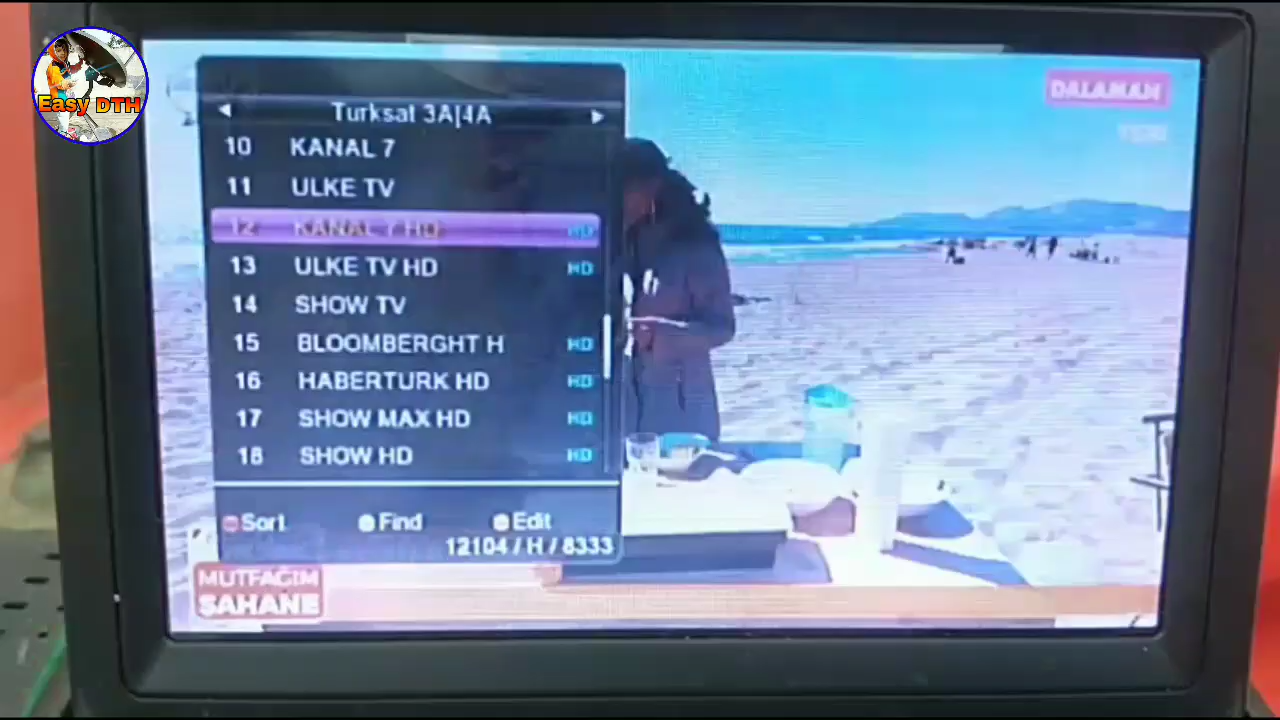 Easy DTH
Turksat 3A|4A
10 KANAL 7
11 ULKE TV
12 KANAL 7 HD HD
13 ULKE TV HD HD
14 SHOW TV
15 BLOOMBERGHT H HD
16 HABERTURK HD HD
17 SHOW MAX HD HD
18 SHOW HD HD
Sort Find Edit
12104 / H / 8333
DALAMAN
MUTFAĞIM
ŞAHANE